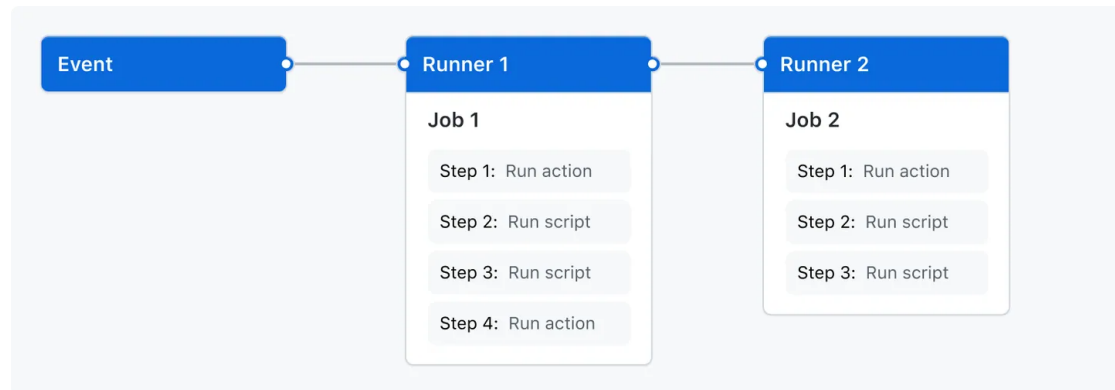 Event
Runner 1
Job 1
Step 1: Run action
Step 2: Run script
Step 3: Run script
Step 4: Run action
Runner 2
Job 2
Step 1: Run action
Step 2: Run script
Step 3: Run script